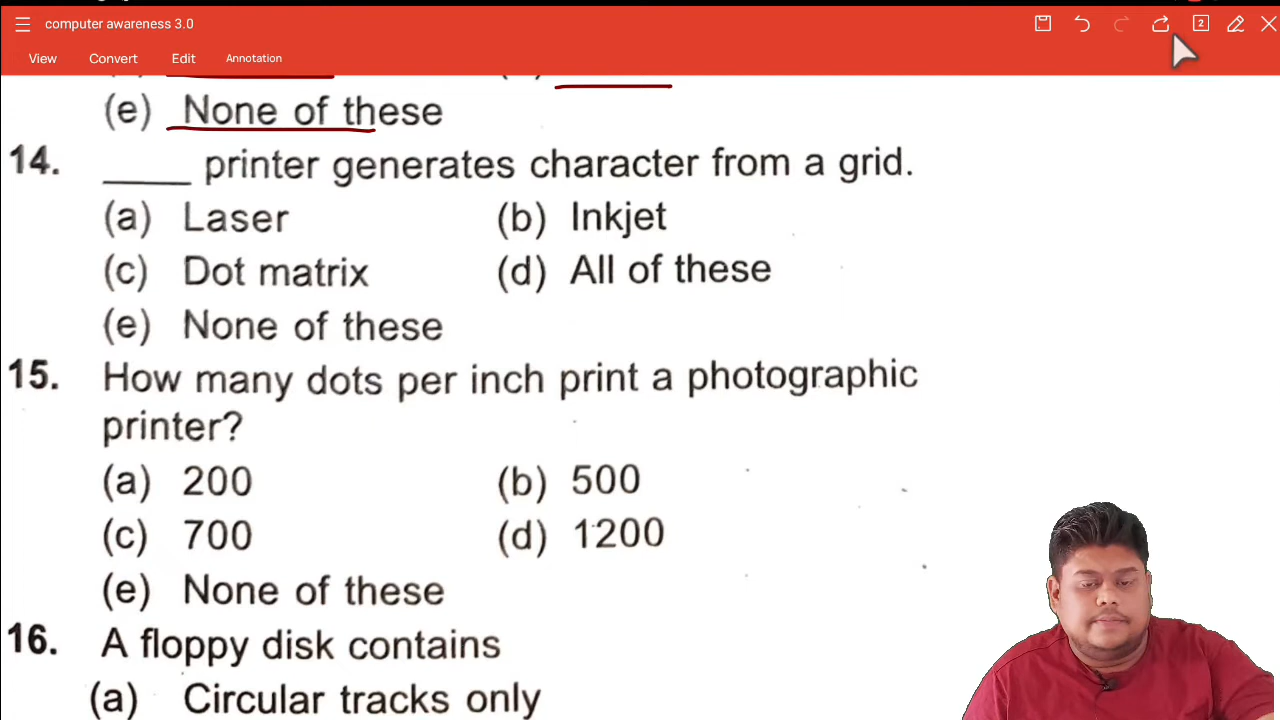 computer awareness 3.0
2
View Convert Edit Annotation
(e) None of these
14. ____ printer generates character from a grid.
(a) Laser (b) Inkjet
(c) Dot matrix (d) All of these
(e) None of these
15. How many dots per inch print a photographic
printer?
(a) 200 (b) 500
(c) 700 (d) 1200
(e) None of these
16. A floppy disk contains
(a) Circular tracks only